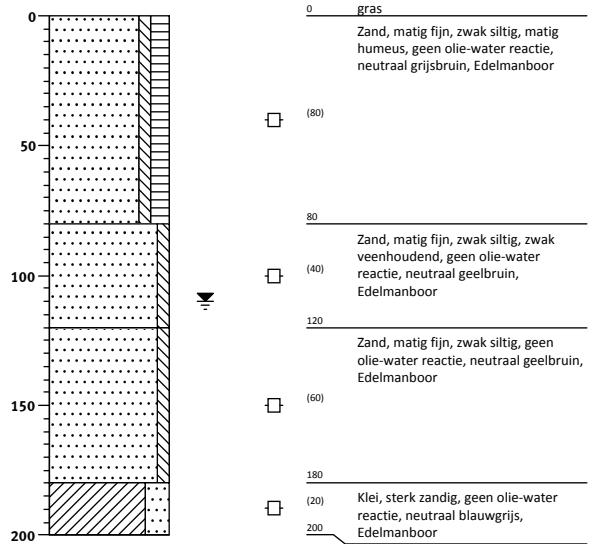 0
0
gras
Zand, matig fijn, zwak siltig, matig
humeus, geen olie-water reactie,
neutraal grijsbruin, Edelmanboor
(80)
50
80
Zand, matig fijn, zwak siltig, zwak
veenhoudend, geen olie-water
reactie, neutraal geelbruin,
Edelmanboor
(40)
100
120
Zand, matig fijn, zwak siltig, geen
olie-water reactie, neutraal geelbruin,
Edelmanboor
(60)
150
180
Klei, sterk zandig, geen olie-water
reactie, neutraal blauwgrijs,
Edelmanboor
(20)
200
200